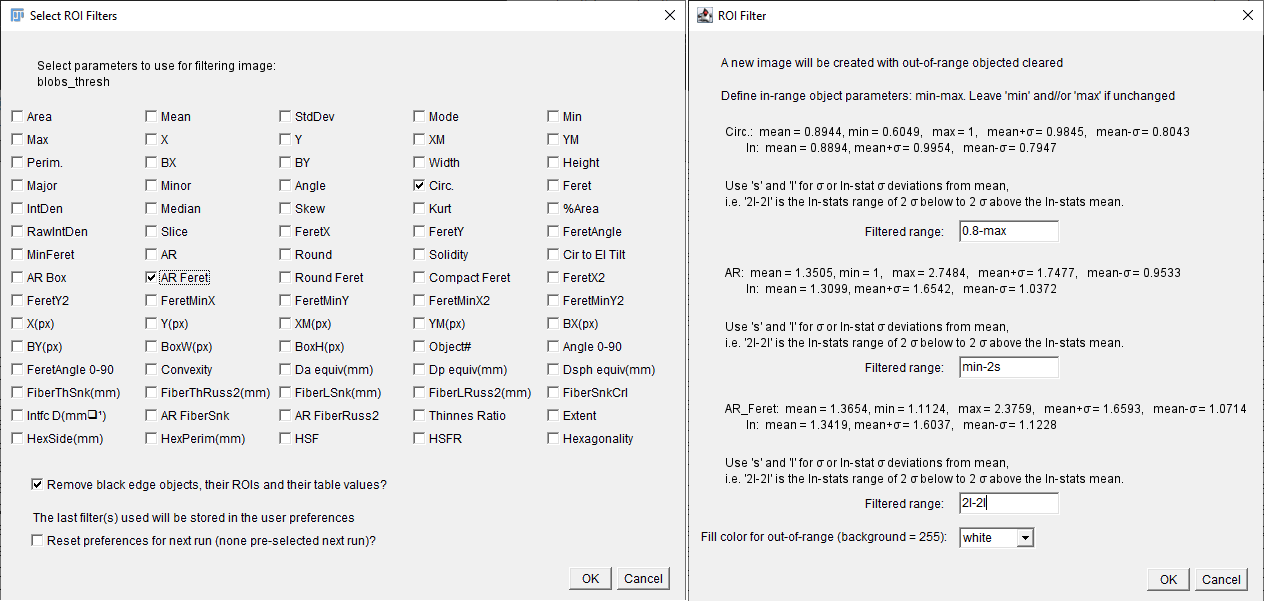 Select ROI Filters
Select parameters to use for filtering image:
blobs_thresh
Area Mean StdDev Mode Min
Max X Y XM YM
Perim. BX BY Width Height
Major Minor Angle Circ. Feret
IntDen Median Skew Kurt %Area
RawIntDen Slice FeretX FeretY FeretAngle
MinFeret AR Round Solidity Cir to El Tilt
AR Box AR Feret Round Feret Compact Feret FeretX2
FeretY2 FeretMinX FeretMinY FeretMinX2 FeretMinY2
X(px) Y(px) XM(px) YM(px) BX(px)
BY(px) BoxW(px) BoxH(px) Object# Angle 0-90
FeretAngle 0-90 Convexity Da equiv(mm) Dp equiv(mm) Dsph equiv(mm)
FiberThSnk(mm) FiberThRuss2(mm) FiberLSnk(mm) FiberLRuss2(mm) FiberSnkCrl
Intfc D(mm❏¹) AR FiberSnk AR FiberRuss2 Thinnes Ratio Extent
HexSide(mm) HexPerim(mm) HSF HSFR Hexagonality
Remove black edge objects, their ROIs and their table values?
The last filter(s) used will be stored in the user preferences
Reset preferences for next run (none pre-selected next run)?
OK Cancel
ROI Filter
A new image will be created with out-of-range objected cleared
Define in-range object parameters: min-max. Leave 'min' and//or 'max' if unchanged
Circ.: mean = 0.8944, min = 0.6049, max = 1, mean+σ = 0.9845, mean-σ = 0.8043
ln: mean = 0.8894, mean+σ = 0.9954, mean-σ = 0.7947
Use 's' and 'l' for σ or ln-stat σ deviations from mean,
i.e. '2l-2l' is the ln-stats range of 2 σ below to 2 σ above the ln-stats mean.
Filtered range: 0.8-max
AR: mean = 1.3505, min = 1, max = 2.7484, mean+σ = 1.7477, mean-σ = 0.9533
ln: mean = 1.3099, mean+σ = 1.6542, mean-σ = 1.0372
Use 's' and 'l' for σ or ln-stat σ deviations from mean,
i.e. '2l-2l' is the ln-stats range of 2 σ below to 2 σ above the ln-stats mean.
Filtered range: min-2s
AR_Feret: mean = 1.3654, min = 1.1124, max = 2.3759, mean+σ = 1.6593, mean-σ = 1.0714
ln: mean = 1.3419, mean+σ = 1.6037, mean-σ = 1.1228
Use 's' and 'l' for σ or ln-stat σ deviations from mean,
i.e. '2l-2l' is the ln-stats range of 2 σ below to 2 σ above the ln-stats mean.
Filtered range: 2l-2l
Fill color for out-of-range (background = 255): white
OK Cancel